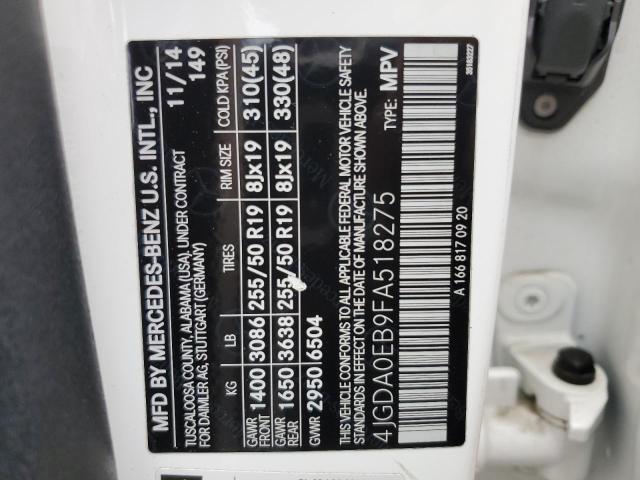 MFD BY MERCEDES-BENZ U.S. INTL., INC 11/14
TUSCALOOSA COUNTY, ALABAMA (USA). UNDER CONTRACT 149
FOR DAIMLER AG, STUTTGART (GERMANY)
KG LB TIRES RIM SIZE COLD KPA (PSI)
GAWR FRONT 1400 3086 255/50 R19 8Jx19 310(45)
GAWR REAR 1650 3638 255/50 R19 8Jx19 330(48)
GVWR 2950 6504
THIS VEHICLE CONFORMS TO ALL APPLICABLE FEDERAL MOTOR VEHICLE SAFETY
STANDARDS IN EFFECT ON THE DATE OF MANUFACTURE SHOWN ABOVE.
4JGDA0EB9FA518275 TYPE: MPV
A 166 817 09 20
35163227